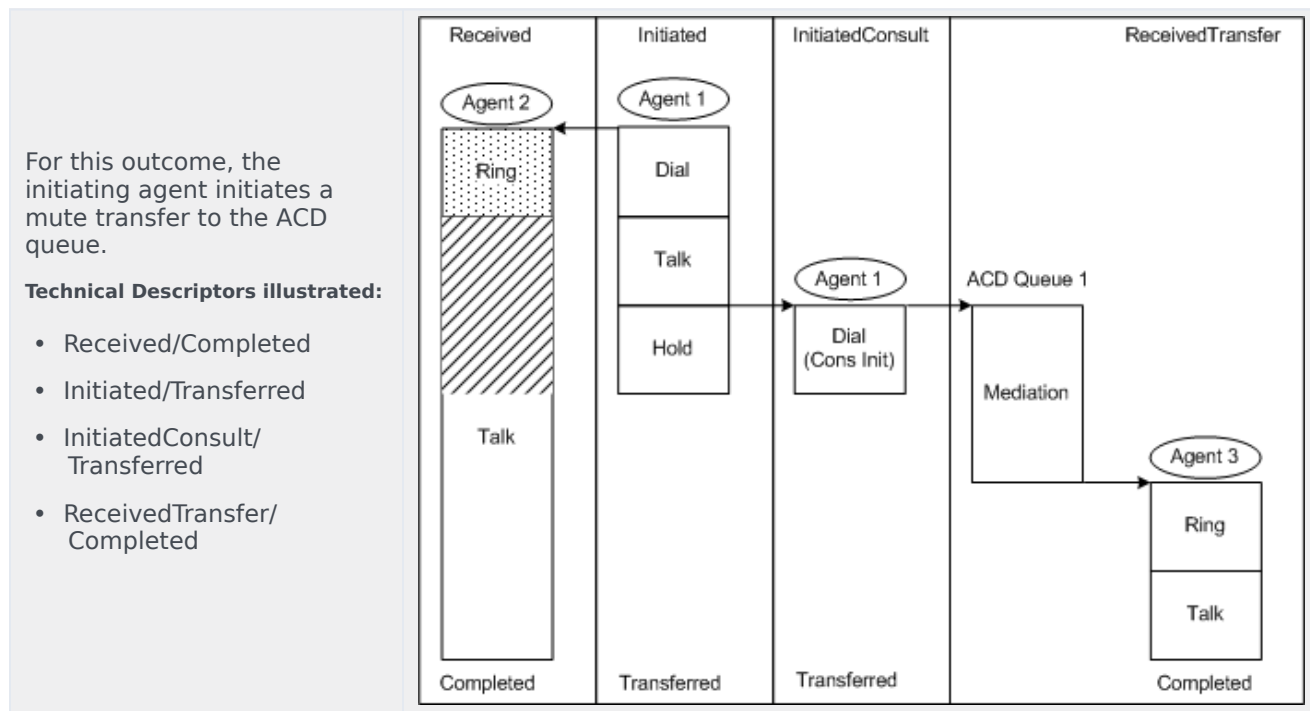 For this outcome, the
initiating agent initiates a
mute transfer to the ACD
queue.
Technical Descriptors illustrated:
• Received/Completed
• Initiated/Transferred
• InitiatedConsult/
Transferred
• ReceivedTransfer/
Completed
Received
Initiated
InitiatedConsult
ReceivedTransfer
Agent 2
Agent 1
Ring
Dial
Talk
Agent 1
ACD Queue 1
Hold
Dial
(Cons Init)
Mediation
Talk
Agent 3
Ring
Talk
Completed
Transferred
Transferred
Completed